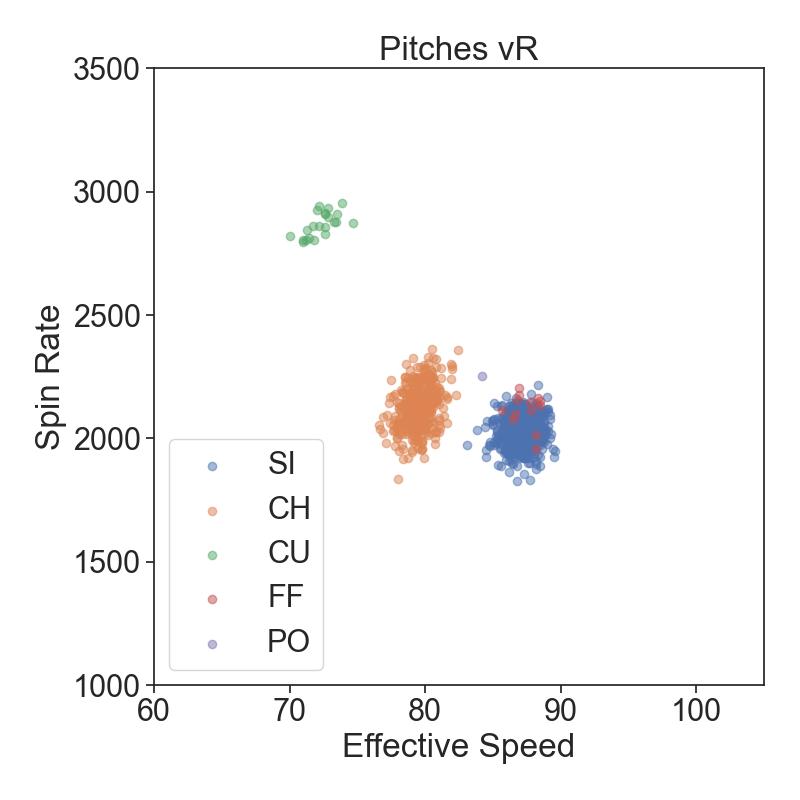 Pitches vR
3500
3000
2500
2000
1500
1000
Spin Rate
SI
CH
CU
FF
PO
60 70 80 90 100
Effective Speed